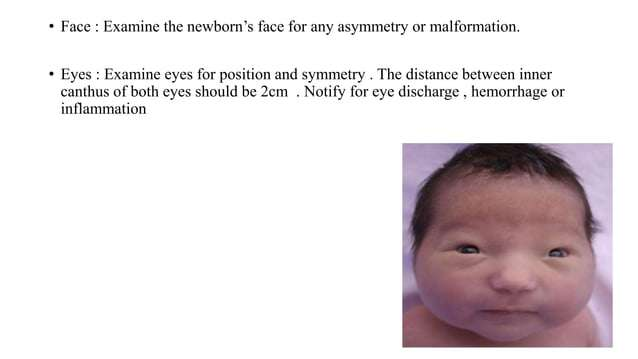 • Face : Examine the newborn’s face for any asymmetry or malformation.
• Eyes : Examine eyes for position and symmetry . The distance between inner
canthus of both eyes should be 2cm  . Notify for eye discharge , hemorrhage or
inflammation